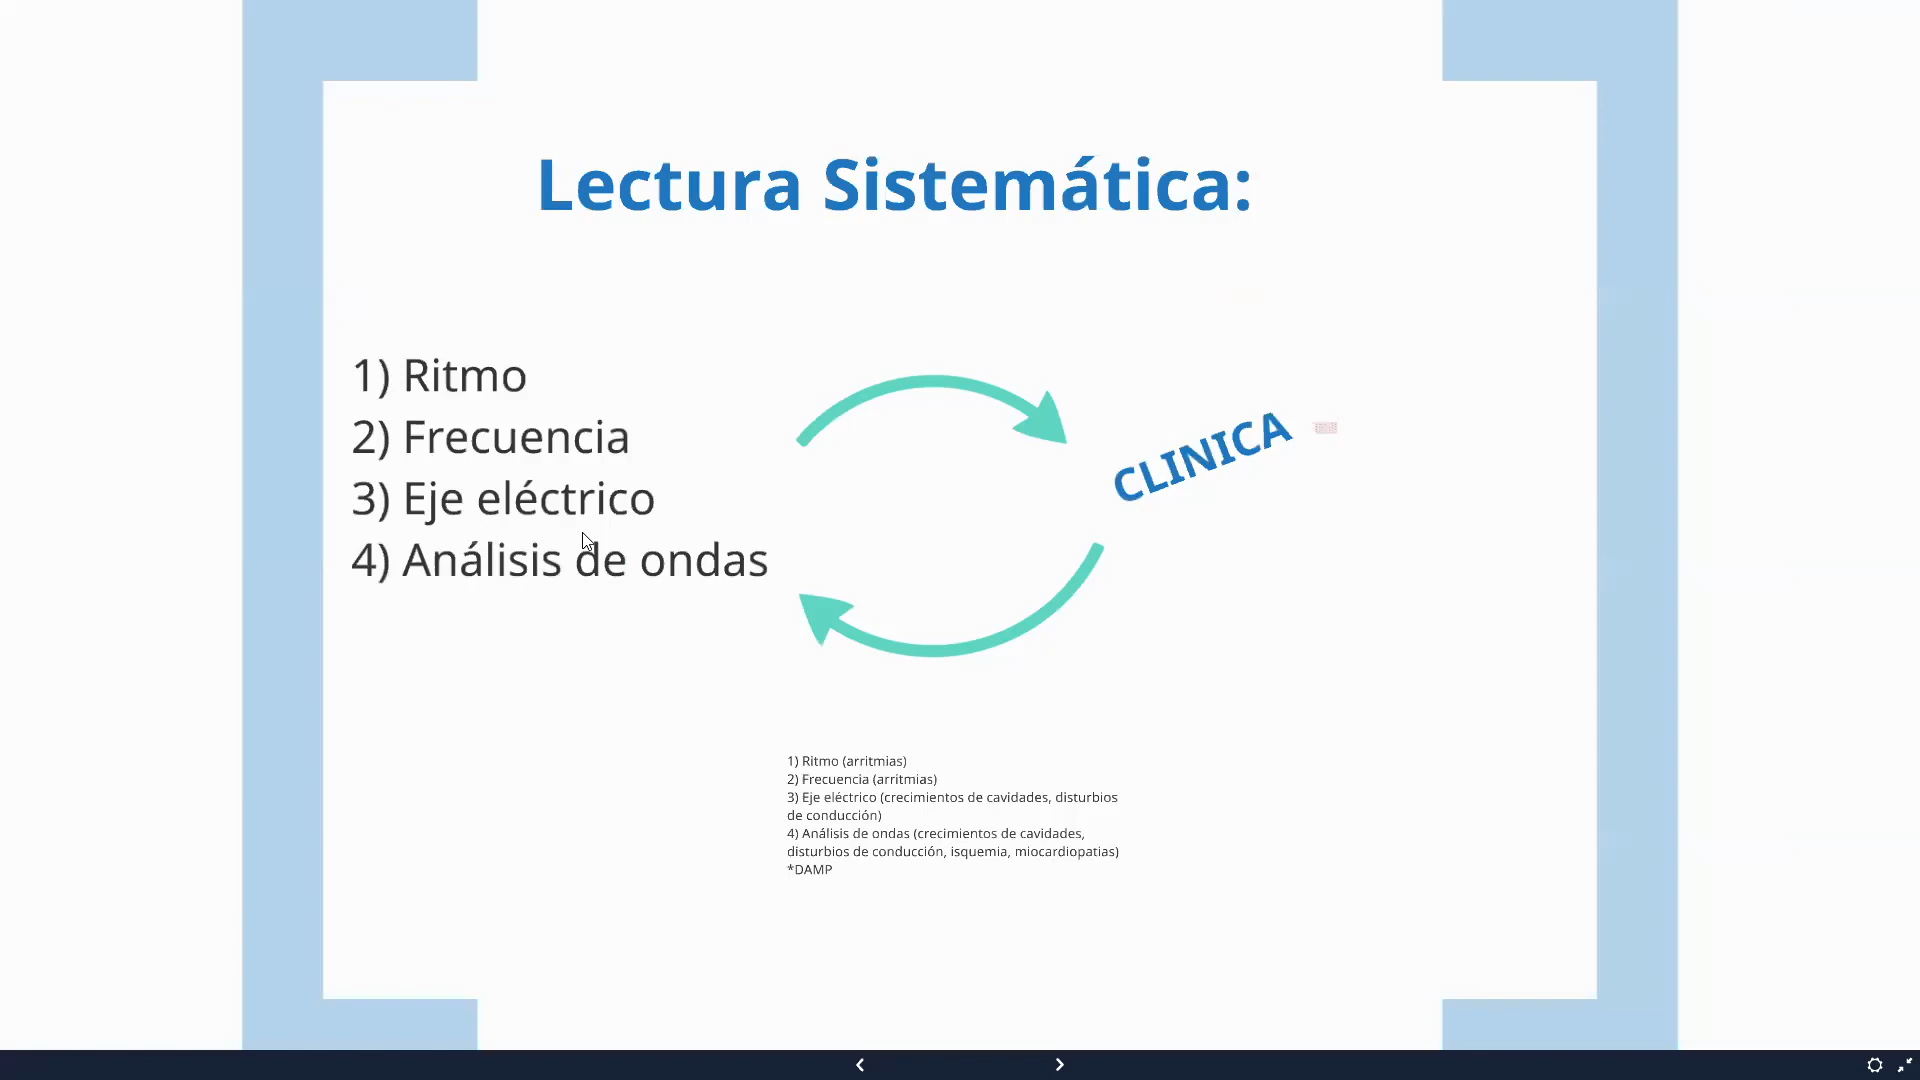 Lectura Sistemática:
1) Ritmo
2) Frecuencia
3) Eje eléctrico
4) Análisis de ondas
CLINICA
1) Ritmo (arritmias)
2) Frecuencia (arritmias)
3) Eje eléctrico (crecimientos de cavidades, disturbios
de conducción)
4) Análisis de ondas (crecimientos de cavidades,
disturbios de conducción, isquemia, miocardiopatias)
*DAMP